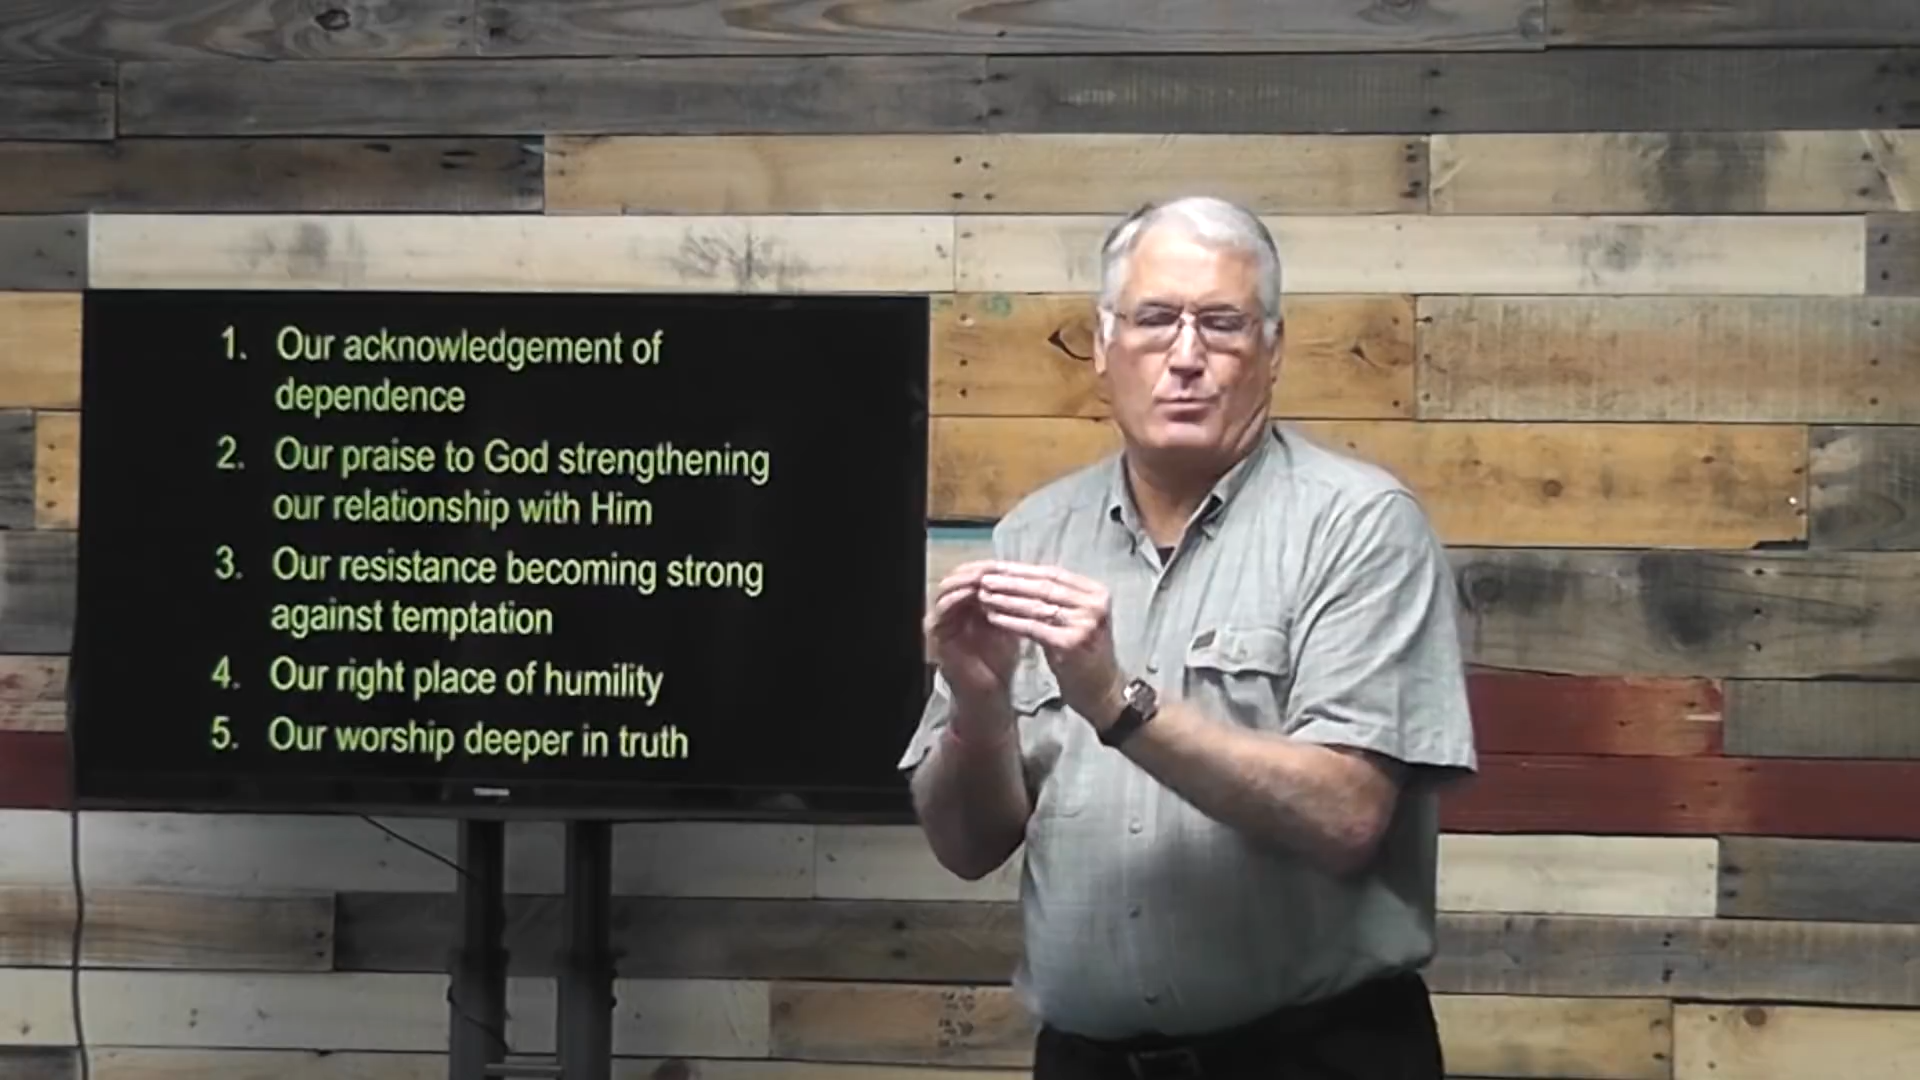 1. Our acknowledgement of
dependence
2. Our praise to God strengthening
our relationship with Him
3. Our resistance becoming strong
against temptation
4. Our right place of humility
5. Our worship deeper in truth
TOSHIBA